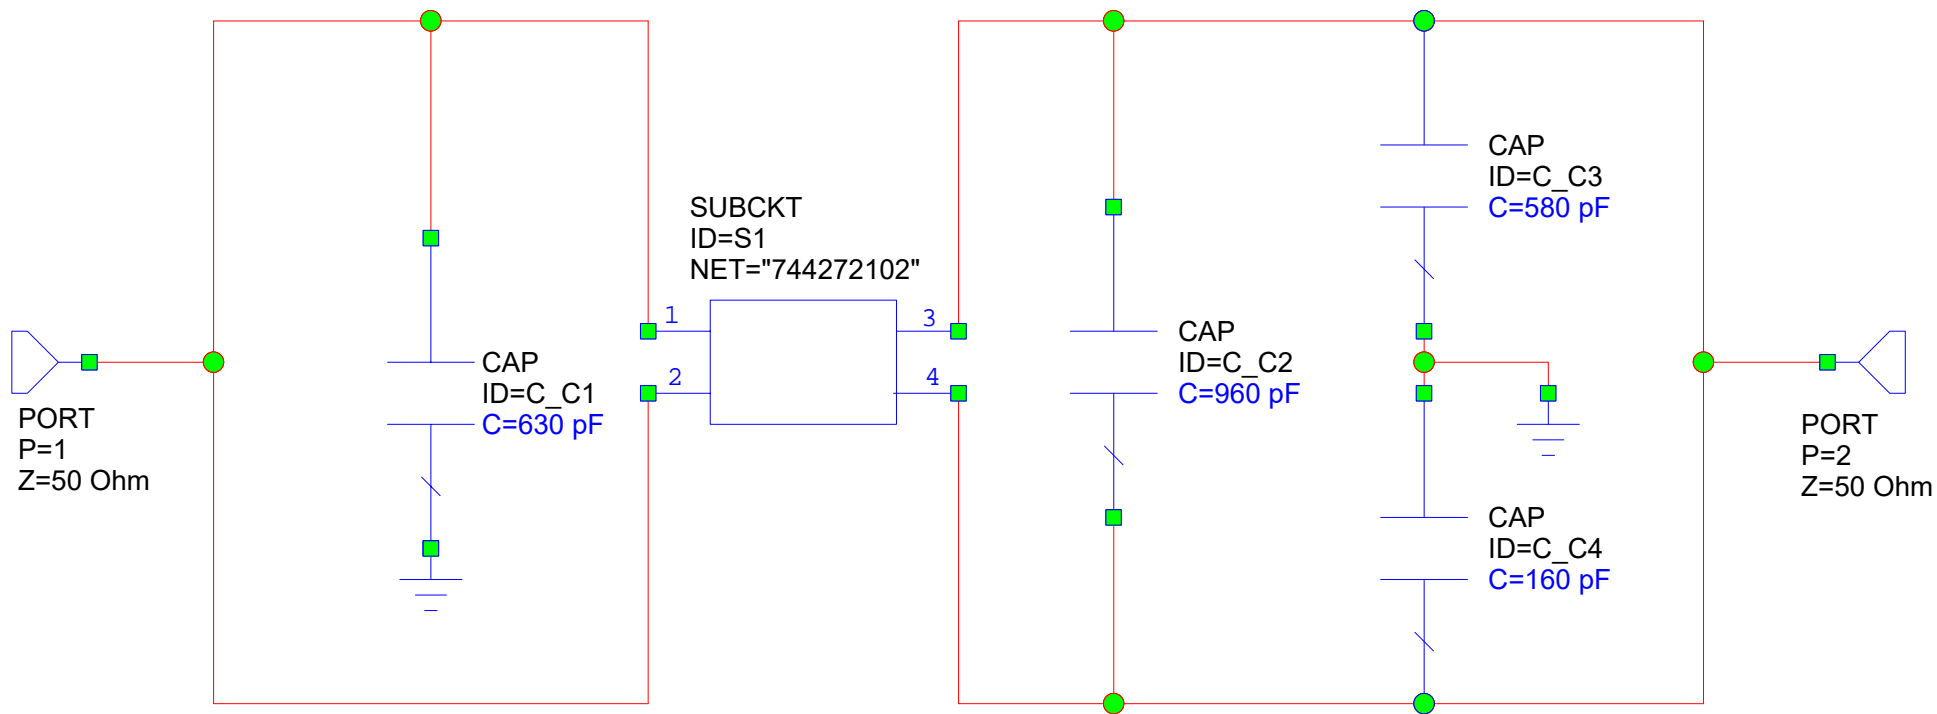 PORT
P=1
Z=50 Ohm
CAP
ID=C_C1
C=630 pF
SUBCKT
ID=S1
NET="744272102"
1
2
3
4
CAP
ID=C_C2
C=960 pF
CAP
ID=C_C3
C=580 pF
CAP
ID=C_C4
C=160 pF
PORT
P=2
Z=50 Ohm